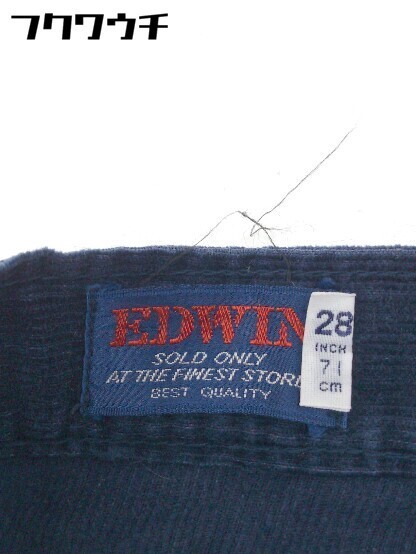 フクワウチ
EDWIN
SOLD ONLY
AT THE FINEST STORE
BEST QUALITY
28
INCH
71
cm